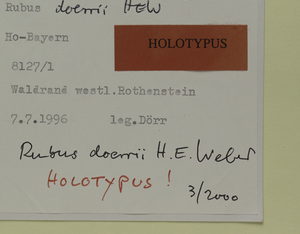 Rubus doerrii HEW
Ho-Bayern
HOLOTYPUS
8127/1
Waldrand westl.Rothenstein
7.7.1996 leg.Dörr
Rubus doerrii H.E. Weber
HOLOTYPUS !
3/2000